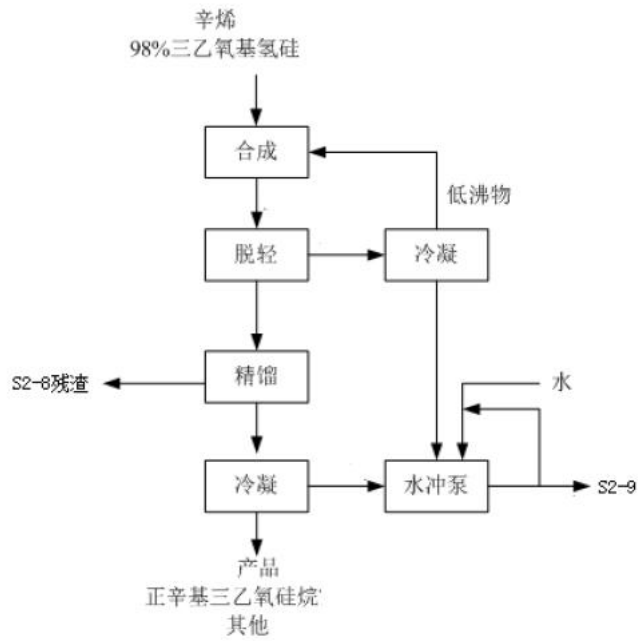 辛烯
98%三乙氧基氢硅
合成
低沸物
脱轻
冷凝
S2-8残渣
精馏
水
冷凝
水冲泵
S2-9
产品
正辛基三乙氧硅烷
其他